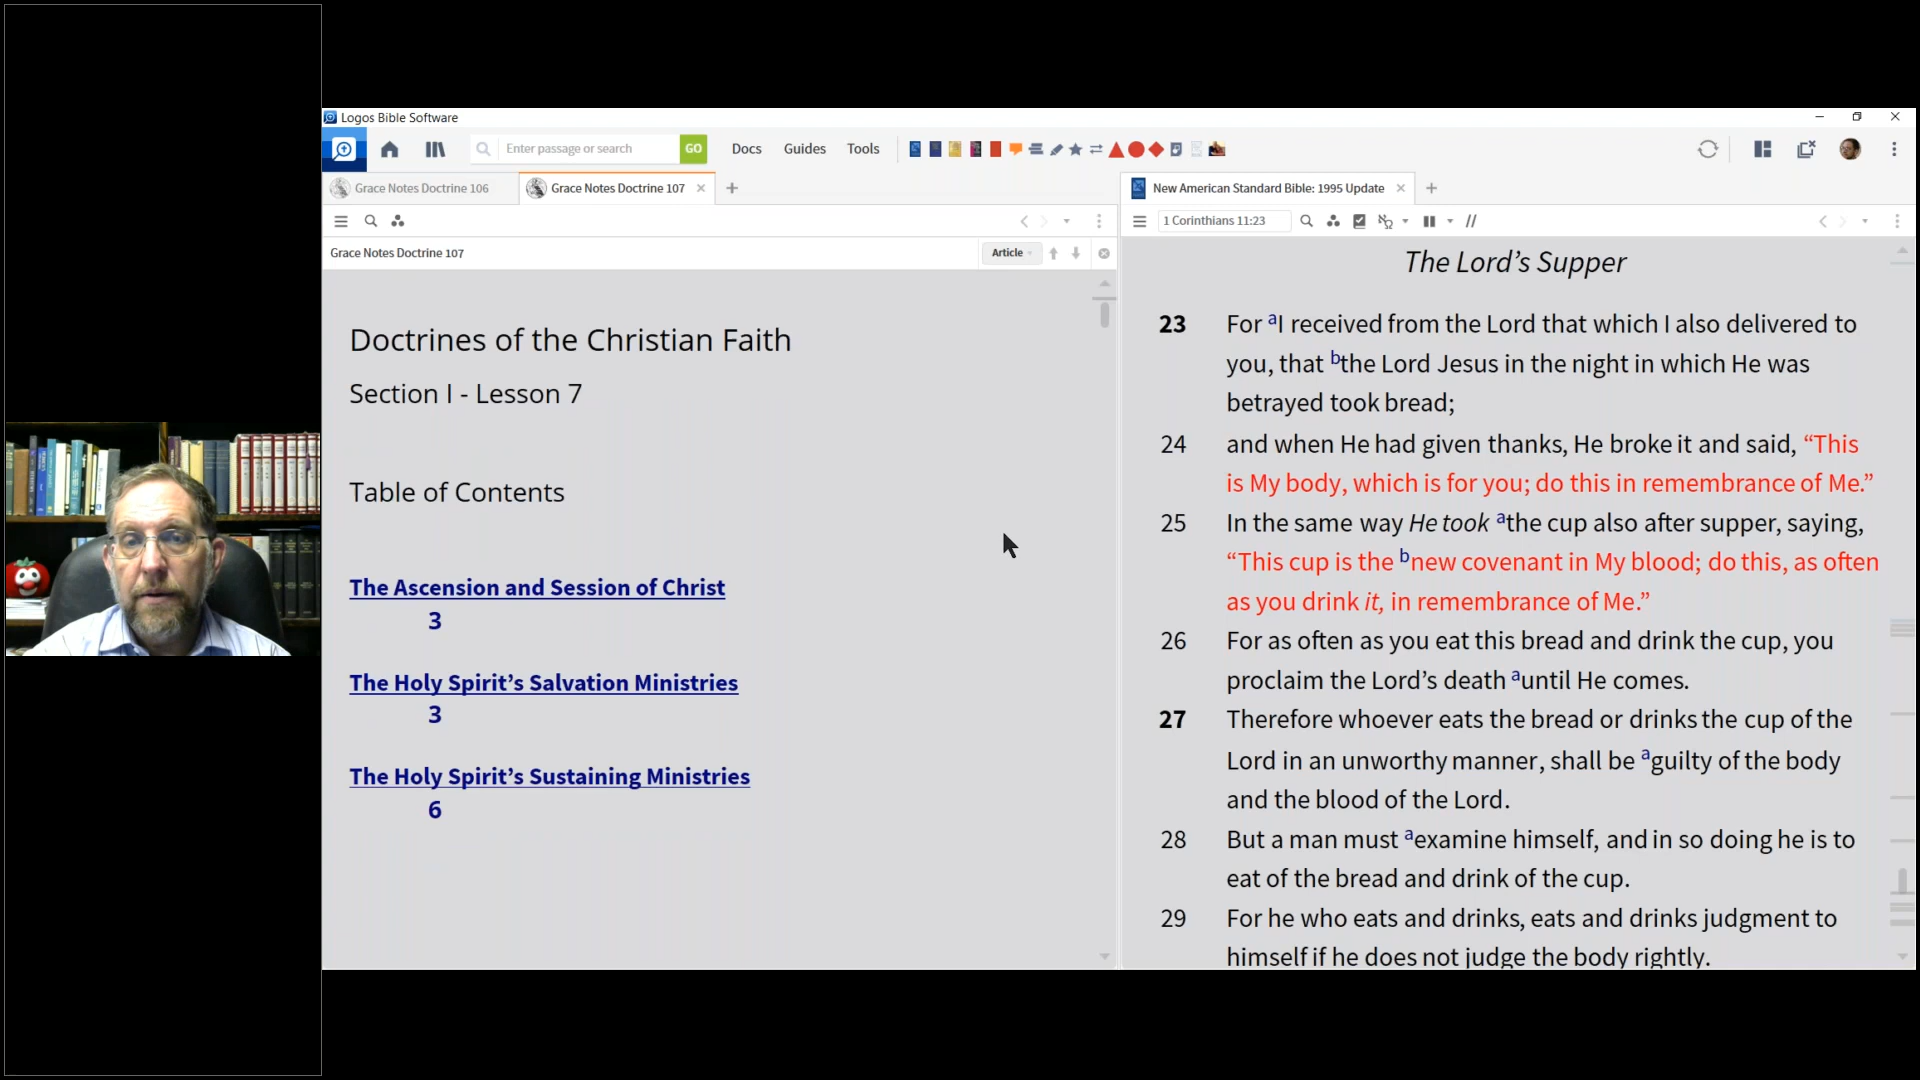 Logos Bible Software
Enter passage or search
GO
Docs
Guides
Tools
Grace Notes Doctrine 106
Grace Notes Doctrine 107
Grace Notes Doctrine 107
Article
Doctrines of the Christian Faith
Section I - Lesson 7
Table of Contents
The Ascension and Session of Christ
3
The Holy Spirit’s Salvation Ministries
3
The Holy Spirit’s Sustaining Ministries
6
New American Standard Bible: 1995 Update
1 Corinthians 11:23
The Lord’s Supper
23 For aI received from the Lord that which I also delivered to
you, that bthe Lord Jesus in the night in which He was
betrayed took bread;
24 and when He had given thanks, He broke it and said, “This
is My body, which is for you; do this in remembrance of Me.”
25 In the same way He took athe cup also after supper, saying,
“This cup is the bnew covenant in My blood; do this, as often
as you drink it, in remembrance of Me.”
26 For as often as you eat this bread and drink the cup, you
proclaim the Lord’s death auntil He comes.
27 Therefore whoever eats the bread or drinks the cup of the
Lord in an unworthy manner, shall be aguilty of the body
and the blood of the Lord.
28 But a man must aexamine himself, and in so doing he is to
eat of the bread and drink of the cup.
29 For he who eats and drinks, eats and drinks judgment to
himself if he does not judge the body rightly.